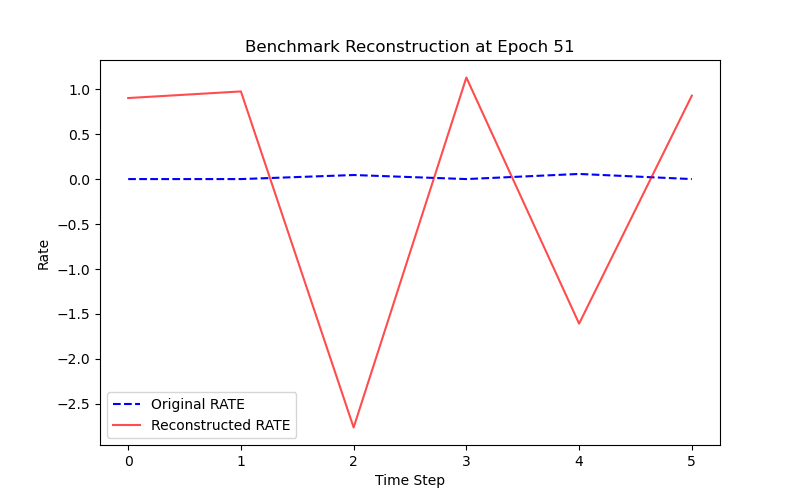 Benchmark Reconstruction at Epoch 51
1.0
0.5
0.0
−0.5
−1.0
−1.5
−2.0
−2.5
Rate
Original RATE
Reconstructed RATE
0 1 2 3 4 5
Time Step